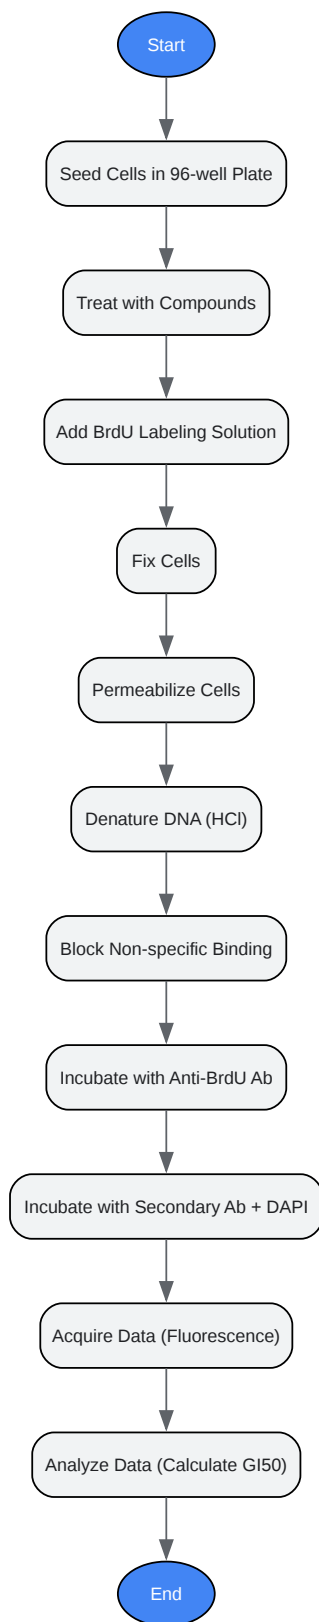 Start
Seed Cells in 96-well Plate
Treat with Compounds
Add BrdU Labeling Solution
Fix Cells
Permeabilize Cells
Denature DNA (HCl)
Block Non-specific Binding
Incubate with Anti-BrdU Ab
Incubate with Secondary Ab + DAPI
Acquire Data (Fluorescence)
Analyze Data (Calculate GI50)
End